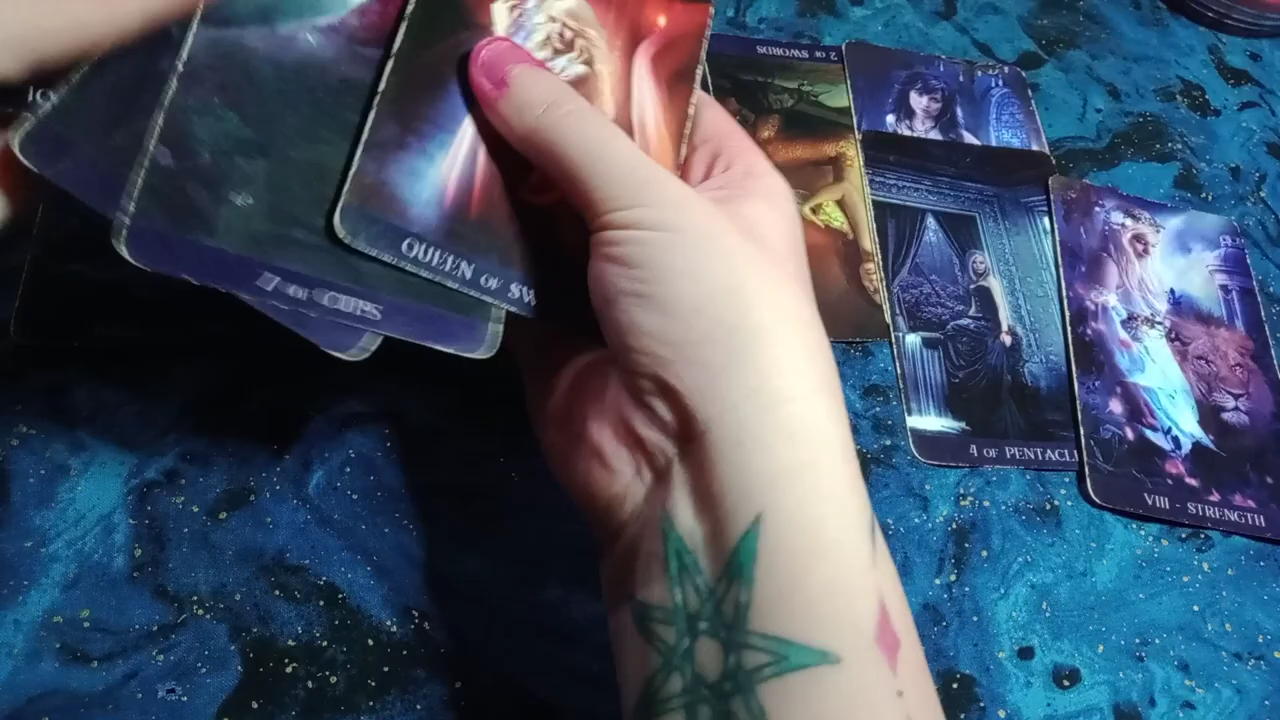 2 OF SWORDS
QUEEN OF SW
7 OF CUPS
4 OF PENTACL
VIII - STRENGTH